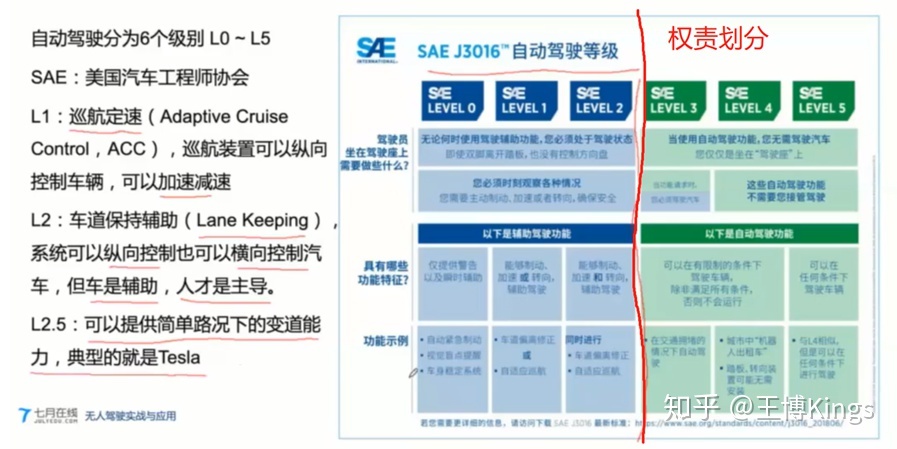 自动驾驶分为6个级别 L0 ~ L5
SAE：美国汽车工程师协会
L1：巡航定速（Adaptive Cruise
Control，ACC），巡航装置可以纵向
控制车辆，可以加速减速
L2：车道保持辅助（Lane Keeping），
系统可以纵向控制也可以横向控制汽
车，但车是辅助，人才是主导。
L2.5：可以提供简单路况下的变道能
力，典型的就是Tesla
七月在线
JULYEDU.COM
无人驾驶实战与应用
SAE
INTERNATIONAL
SAE J3016™自动驾驶等级
权责划分
SAE
LEVEL 0
SAE
LEVEL 1
SAE
LEVEL 2
SAE
LEVEL 3
SAE
LEVEL 4
SAE
LEVEL 5
驾驶员
坐在驾驶座上
需要做些什么?
无论何时使用驾驶辅助功能，您必须处于驾驶状态
即使双脚离开踏板，也没有控制方向盘
当使用自动驾驶功能，您无需驾驶汽车
您仅仅是坐在“驾驶座”上
您必须时刻观察各种情况
您需要主动制动、加速或者转向，确保安全
当功能请求时，
您必须驾驶汽车
这些自动驾驶功能
不需要您接管驾驶
具有哪些
功能特征?
以下是辅助驾驶功能
以下是自动驾驶功能
仅提供警告
以及瞬时辅助
能够制动、
加速 或 转向，
辅助驾驶
能够制动、
加速 和 转向，
辅助驾驶
可以在有限制的条件下
驾驶车辆，
除非满足所有条件，
否则不会运行
可以在
任何条件下
驾驶车辆
功能示例
• 自动紧急制动
• 视觉盲点提醒
• 车身稳定系统
• 车道偏离修正
或
• 自适应巡航
同时进行
• 车道偏离修正
• 自适应巡航
• 在交通拥堵的
情况下自动驾
驶
• 城市中“机器
人出租车”
• 踏板、转向装
置可能无需
安装
• 与L4相似，
但是可以在
任何条件下
进行驾驶
若您需要更详细的信息，请访问下载 SAE J3016 最新标准：https://www.sae.org/standards/content/j3016_201806/
知乎 @王博Kings